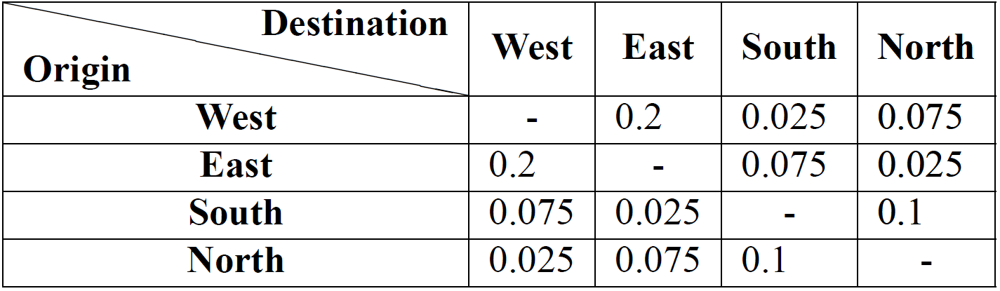 Destination
Origin
West East South North
West - 0.2 0.025 0.075
East 0.2 - 0.075 0.025
South 0.075 0.025 - 0.1
North 0.025 0.075 0.1 -